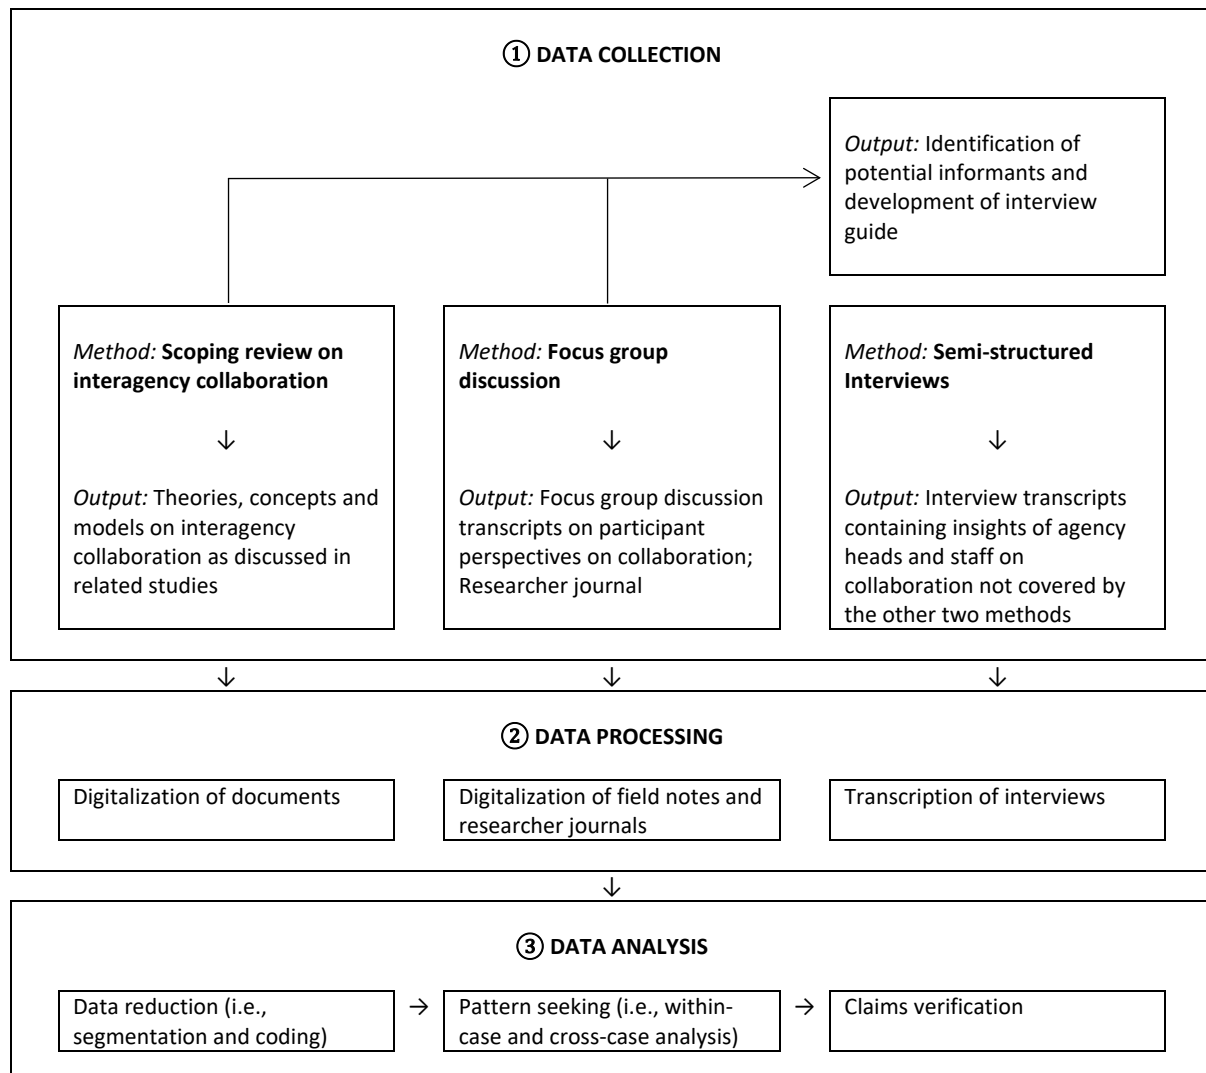 ① DATA COLLECTION
Output: Identification of
potential informants and
development of interview
guide
Method: Scoping review on
interagency collaboration
↓
Output: Theories, concepts and
models on interagency
collaboration as discussed in
related studies
Method: Focus group
discussion
↓
Output: Focus group discussion
transcripts on participant
perspectives on collaboration;
Researcher journal
Method: Semi-structured
Interviews
↓
Output: Interview transcripts
containing insights of agency
heads and staff on
collaboration not covered by
the other two methods
↓ ↓ ↓
② DATA PROCESSING
Digitalization of documents
Digitalization of field notes and
researcher journals
Transcription of interviews
↓
③ DATA ANALYSIS
Data reduction (i.e.,
segmentation and coding)
→
Pattern seeking (i.e., within-
case and cross-case analysis)
→
Claims verification